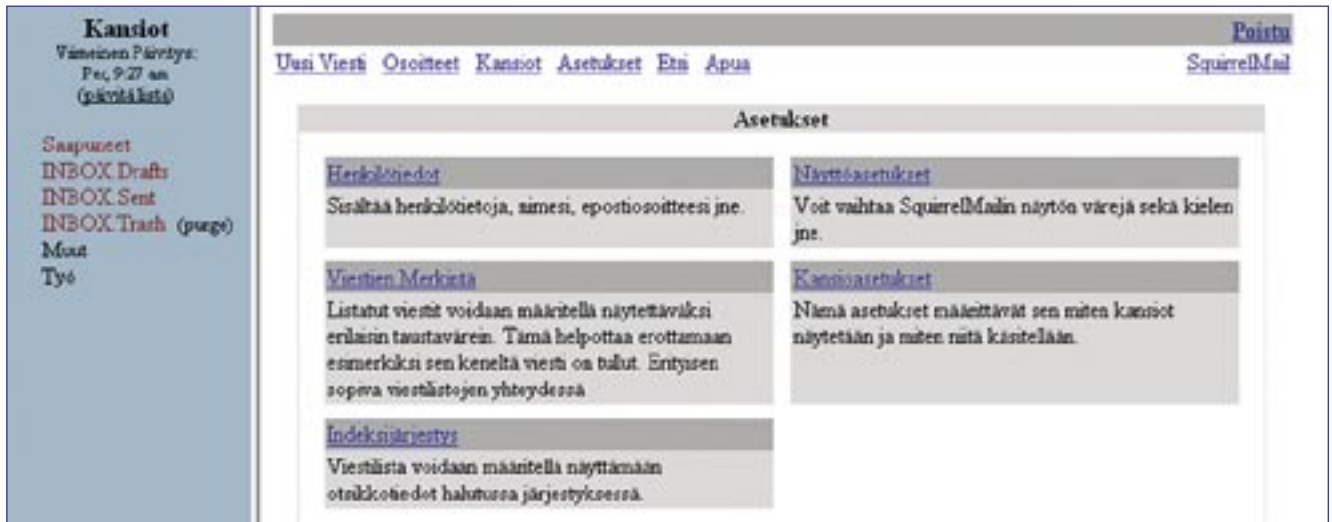 Kansiot
Viimeinen Päivitys:
Per, 9:27 am
(päivitä lista)
Saapuneet
INBOX.Drafts
INBOX.Sent
INBOX.Trash (purge)
Muut
Työ
Poistu
Uusi Viesti Osoitteet Kansiot Asetukset Etsi Apua
SquirrelMail
Asetukset
Henkilötiedot
Sisältää henkilötietoja, nimesi, epostiosoitteesi jne.
Näyttöasetukset
Voit vaihtaa SquirrelMailin näytön värejä sekä kielen
jne.
Viestien Merkintä
Listatut viestit voidaan määritellä näytettäväksi
erilaisin taustavärein. Tämä helpottaa erottamaan
esimerkiksi sen keneltä viesti on tullut. Erityisen
sopiva viestilistojen yhteydessä
Kansioasetukset
Nämä asetukset määrittävät sen miten kansiot
näytetään ja miten niitä käsitellään.
Indeksijärjestys
Viestilista voidaan määritellä näyttämään
otsikkotiedot halutussa järjestyksessä.